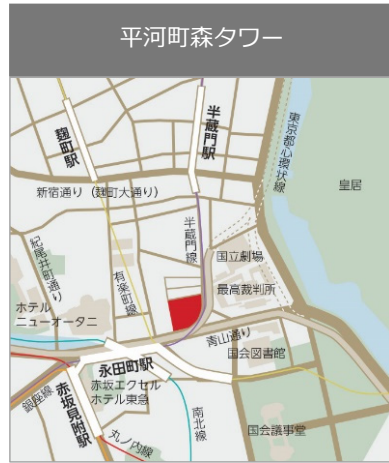 平河町森タワー
麹町駅
半蔵門駅
東京都心環状線
皇居
新宿通り（麹町大通り）
半蔵門線
紀尾井町通り
有楽町線
国立劇場
最高裁判所
ホテル
ニューオータニ
青山通り
国会図書館
永田町駅
赤坂エクセル
ホテル東急
銀座線
赤坂見附駅
南北線
丸ノ内線
国会議事堂